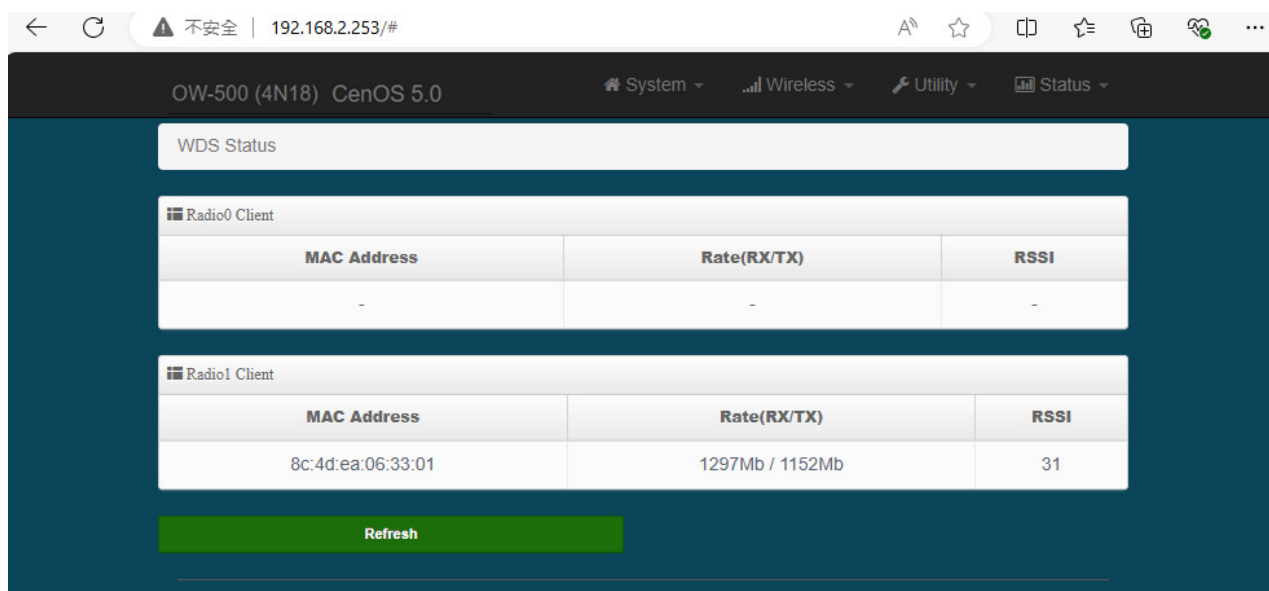 不安全 | 192.168.2.253/#
OW-500 (4N18) CenOS 5.0 System Wireless Utility Status
WDS Status
Radio0 Client
MAC Address Rate(RX/TX) RSSI
- - -
Radio1 Client
MAC Address Rate(RX/TX) RSSI
8c:4d:ea:06:33:01 1297Mb / 1152Mb 31
Refresh